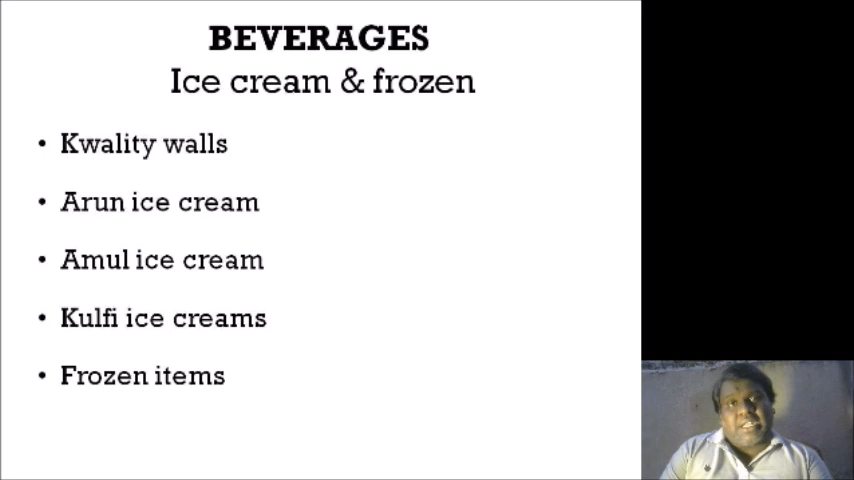 BEVERAGES
Ice cream & frozen
• Kwality walls
• Arun ice cream
• Amul ice cream
• Kulfi ice creams
• Frozen items